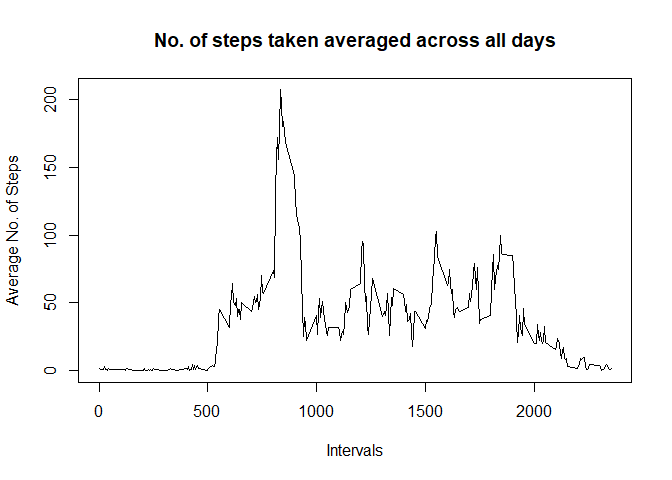 No. of steps taken averaged across all days
Average No. of Steps
200
150
100
50
0
0 500 1000 1500 2000
Intervals